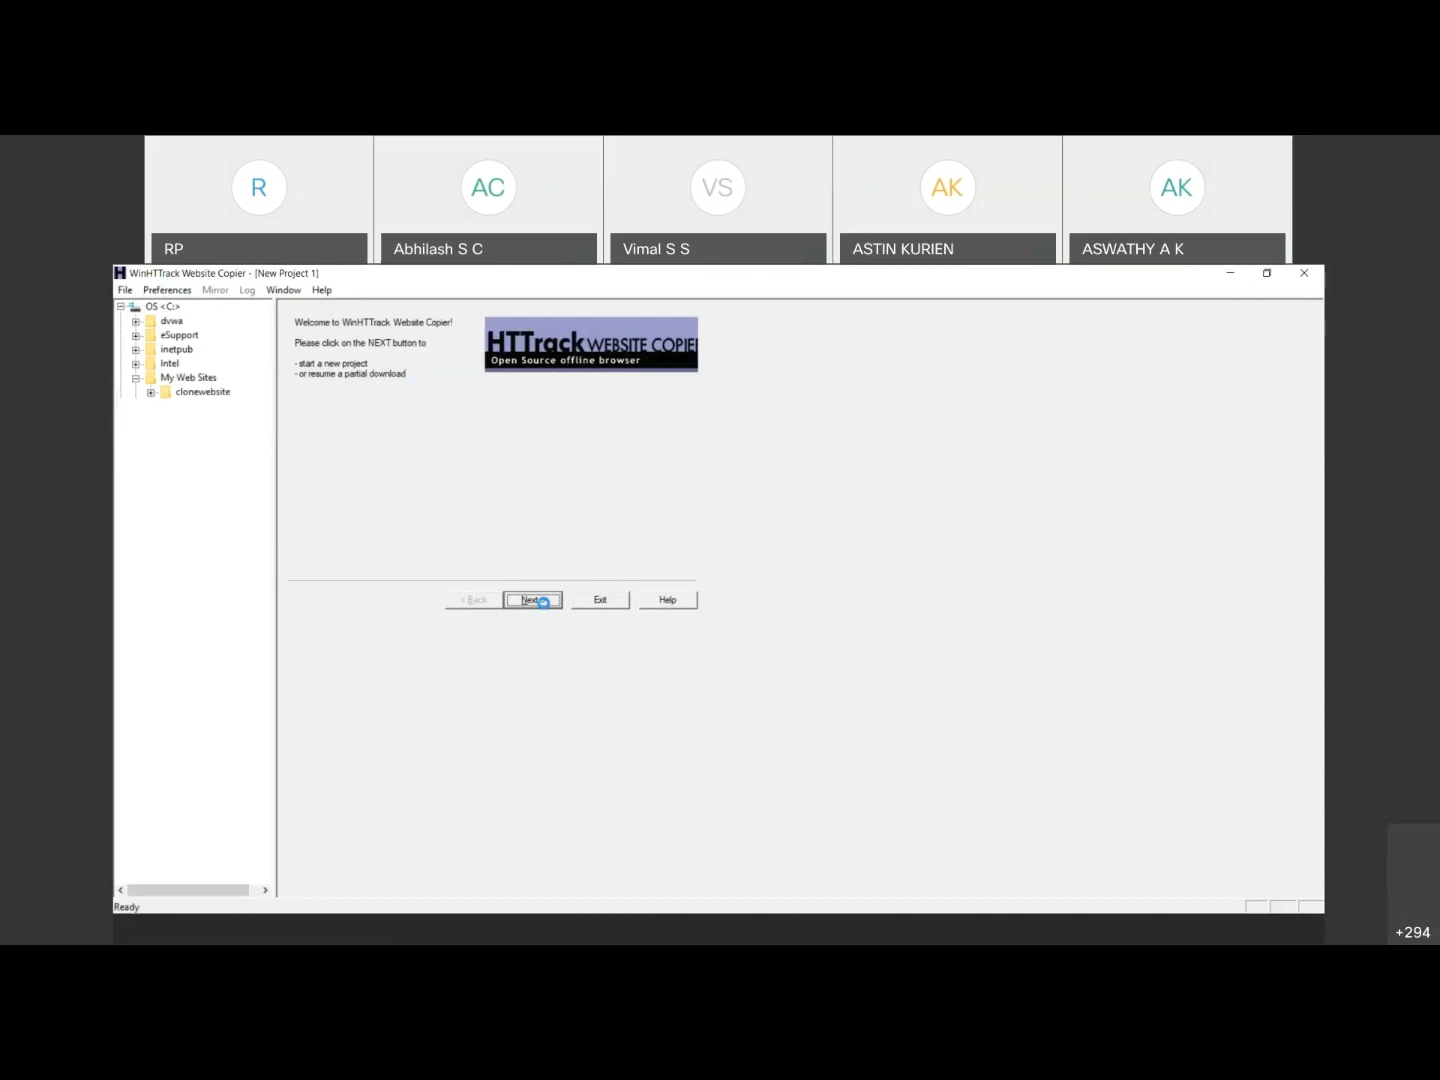 R
AC
VS
AK
AK
RP
Abhilash S C
Vimal S S
ASTIN KURIEN
ASWATHY A K
WinHTTrack Website Copier - [New Project 1]
File Preferences Mirror Log Window Help
OS <C:>
dvwa
eSupport
inetpub
Intel
My Web Sites
clonewebsite
Welcome to WinHTTrack Website Copier!
Please click on the NEXT button to
- start a new project
- or resume a partial download
HTTrack WEBSITE COPIER
Open Source offline browser
< Back
Next
Exit
Help
Ready
+294